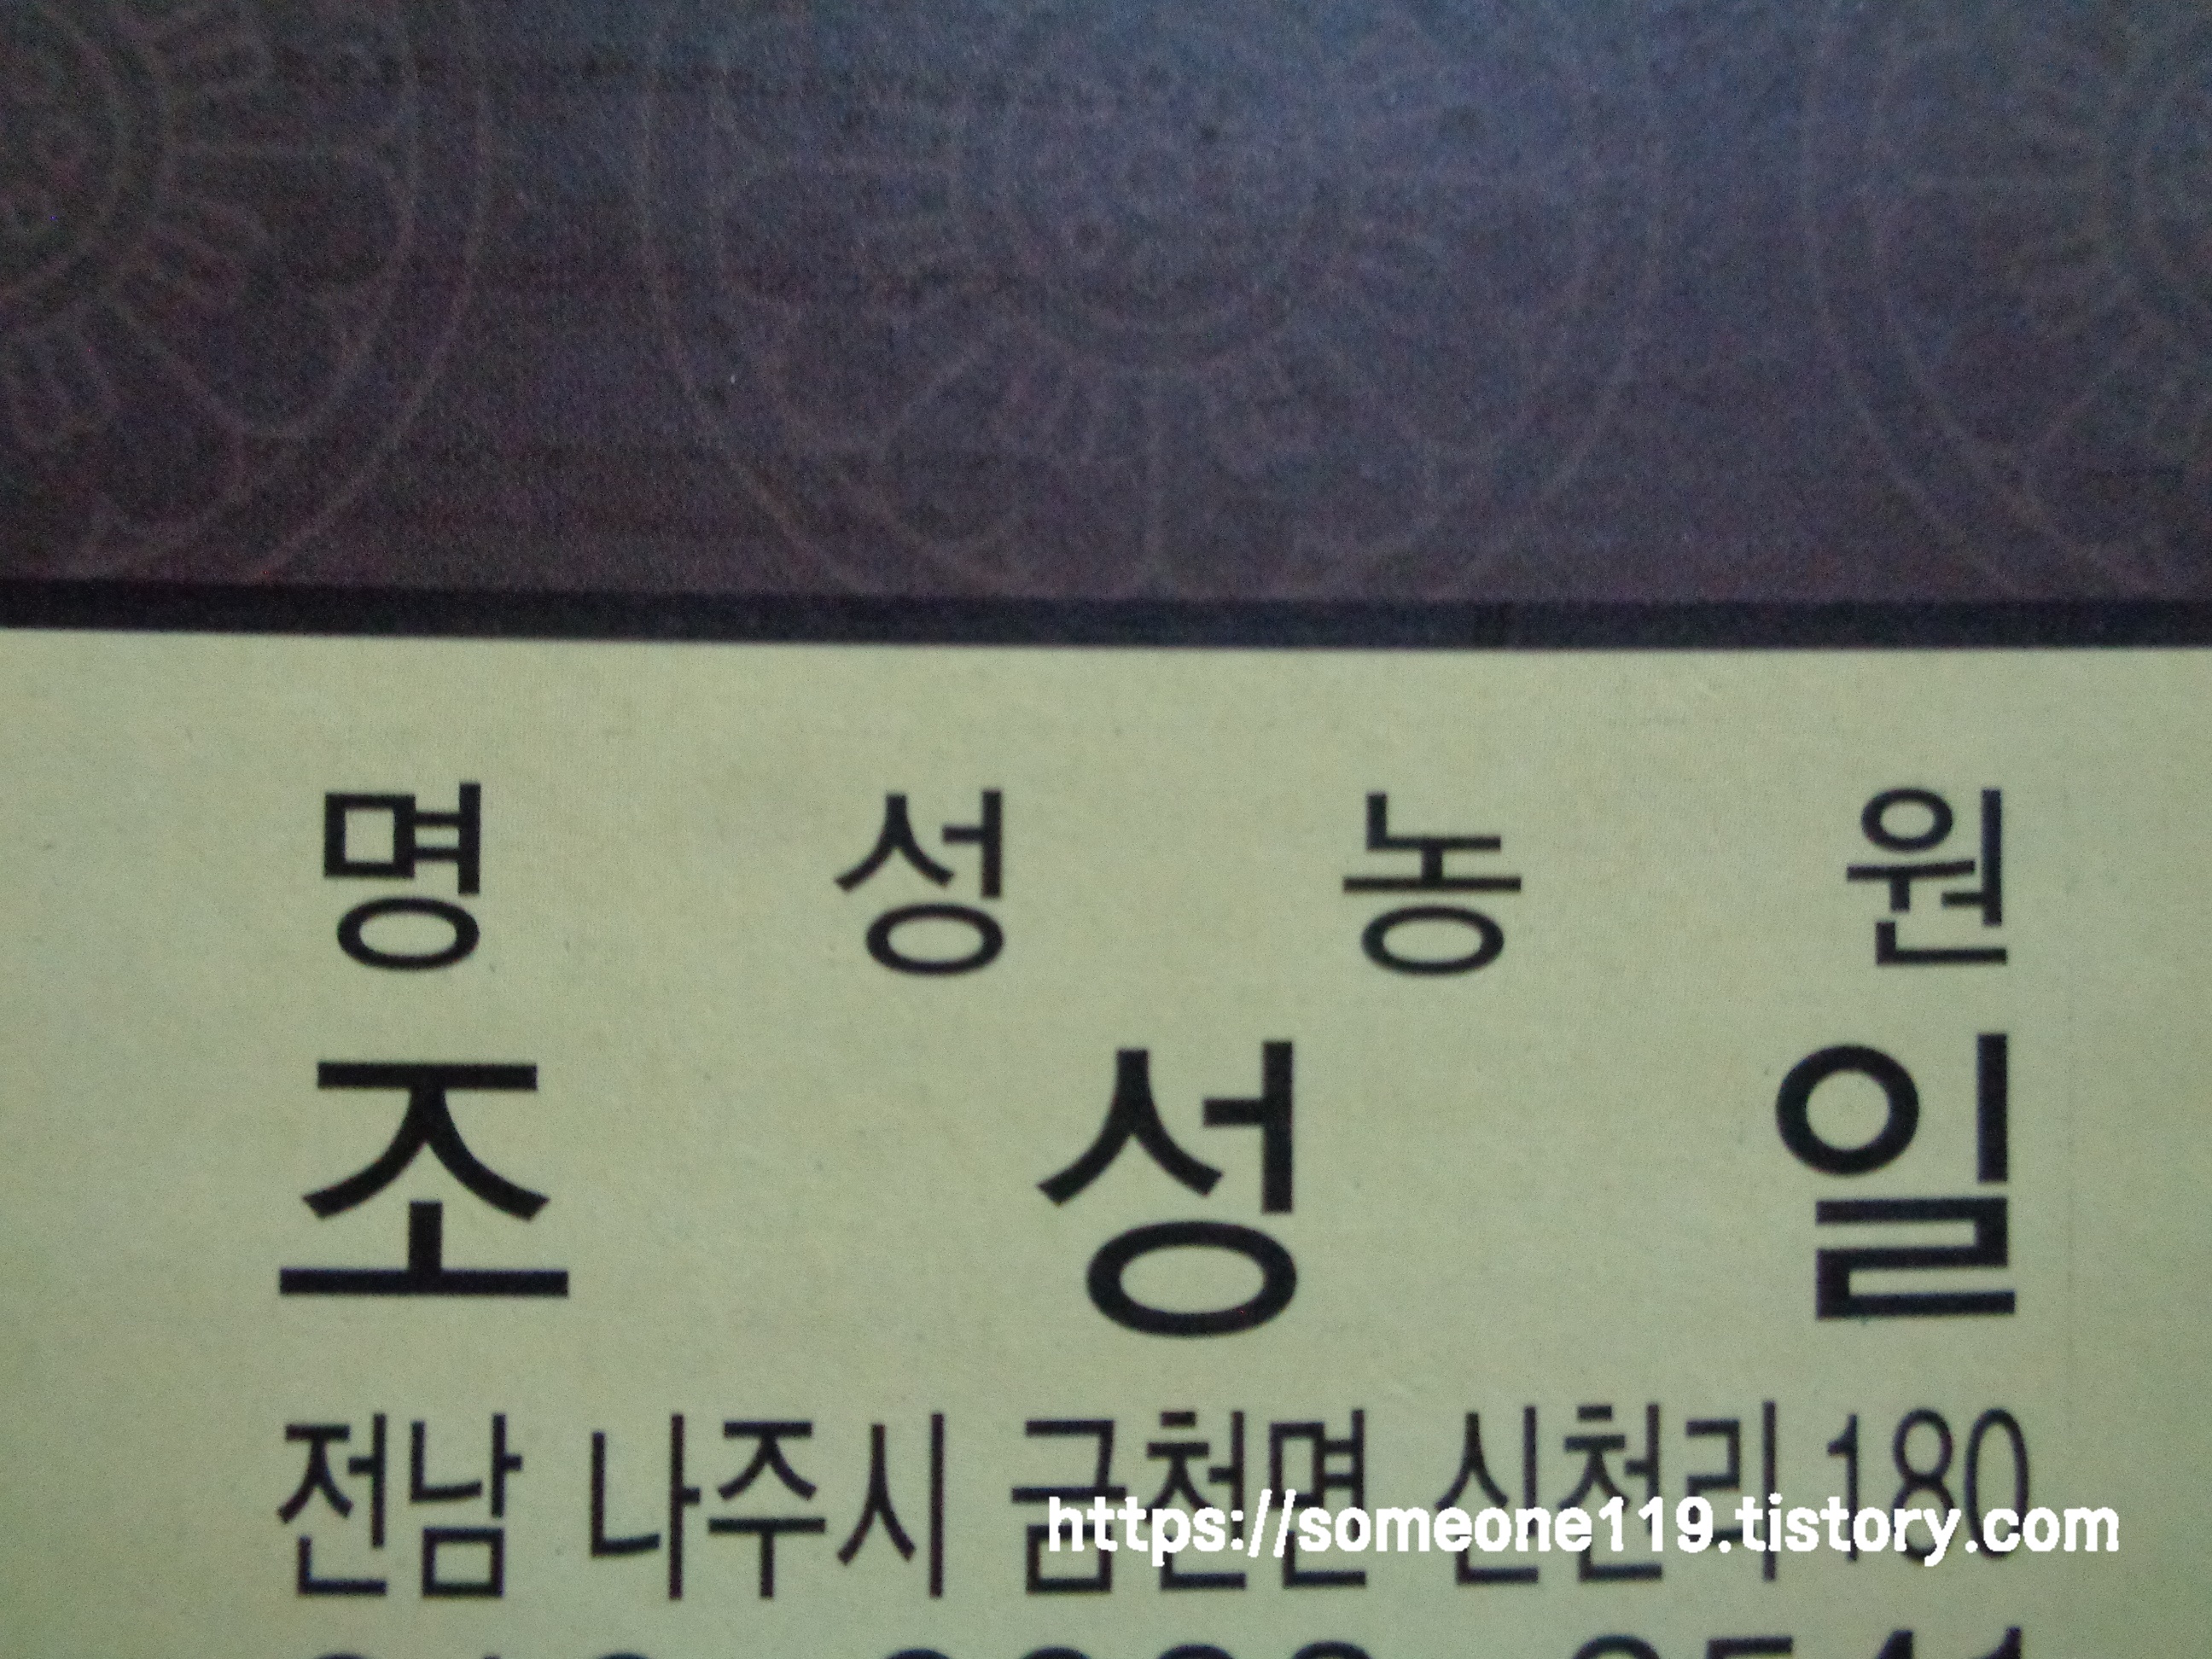 명 성 농 원
조 성 일
전남 나주시 금천면 신천리 180
https://someone119.tistory.com